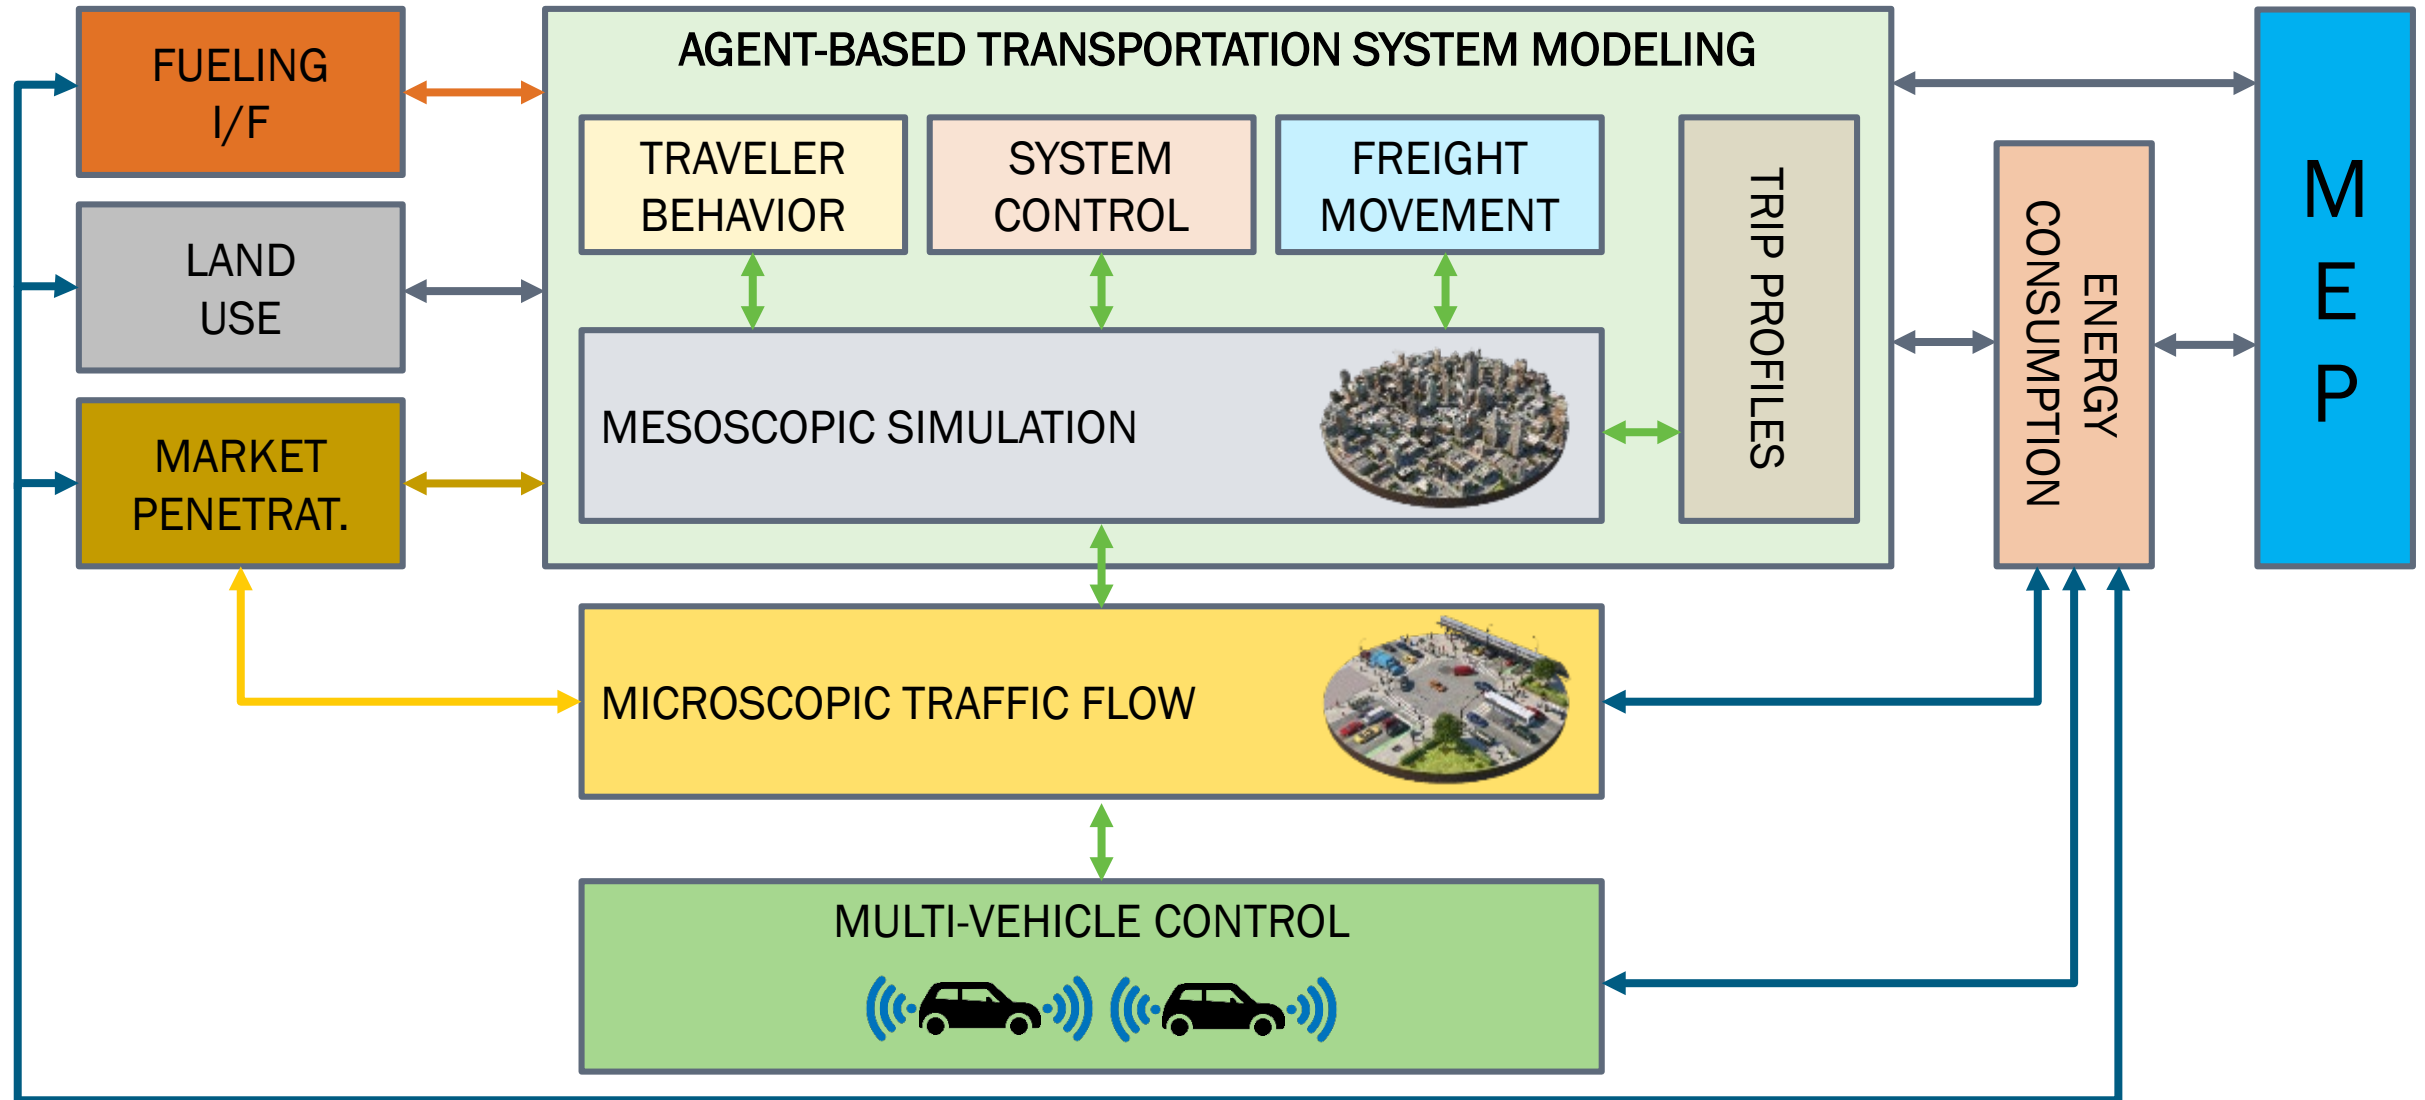 FUELING
I/F
LAND
USE
MARKET
PENETRAT.
AGENT-BASED TRANSPORTATION SYSTEM MODELING
TRAVELER
BEHAVIOR
SYSTEM
CONTROL
FREIGHT
MOVEMENT
MESOSCOPIC SIMULATION
TRIP PROFILES
MICROSCOPIC TRAFFIC FLOW
MULTI-VEHICLE CONTROL
ENERGY
CONSUMPTION
M
E
P